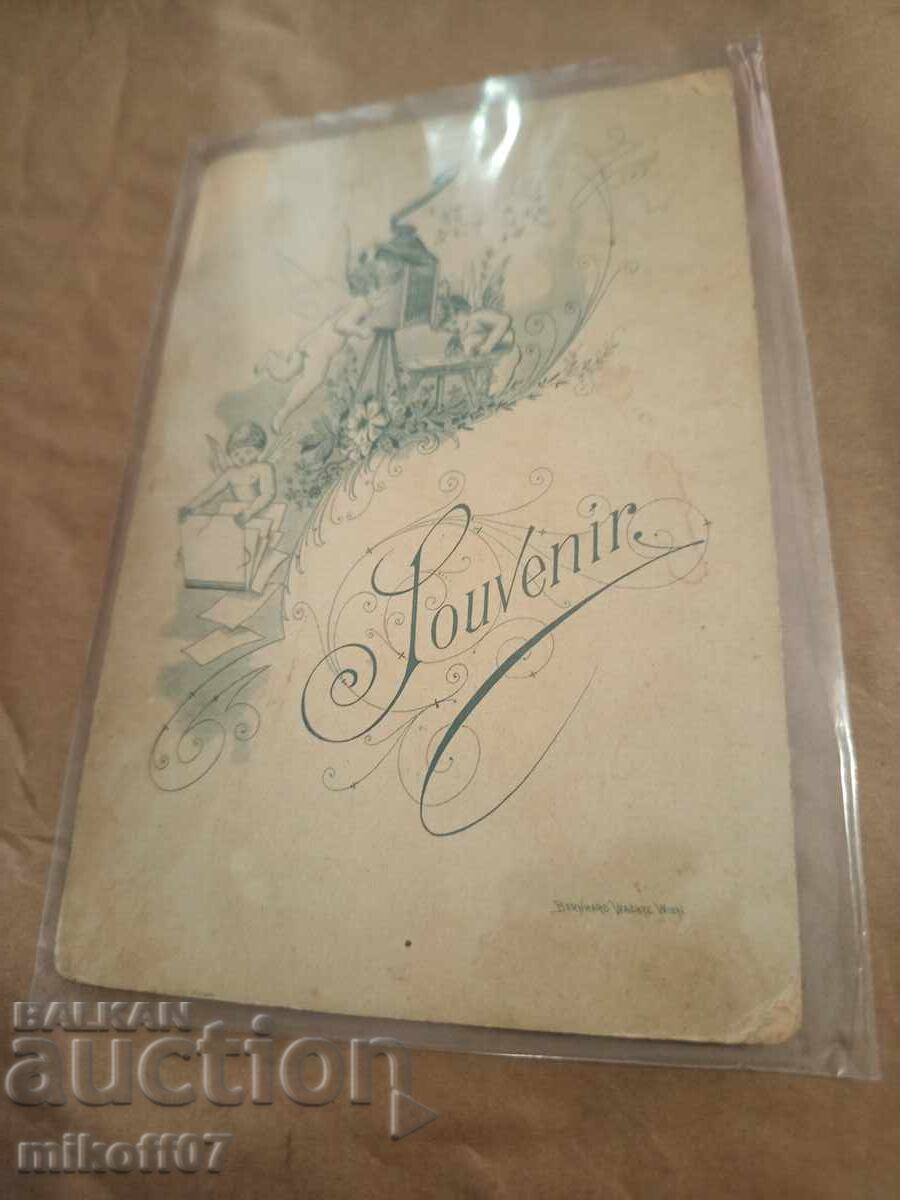 Souvenir
BERNHARD WACHTL WIEN
BALKAN
auction
mikoff07